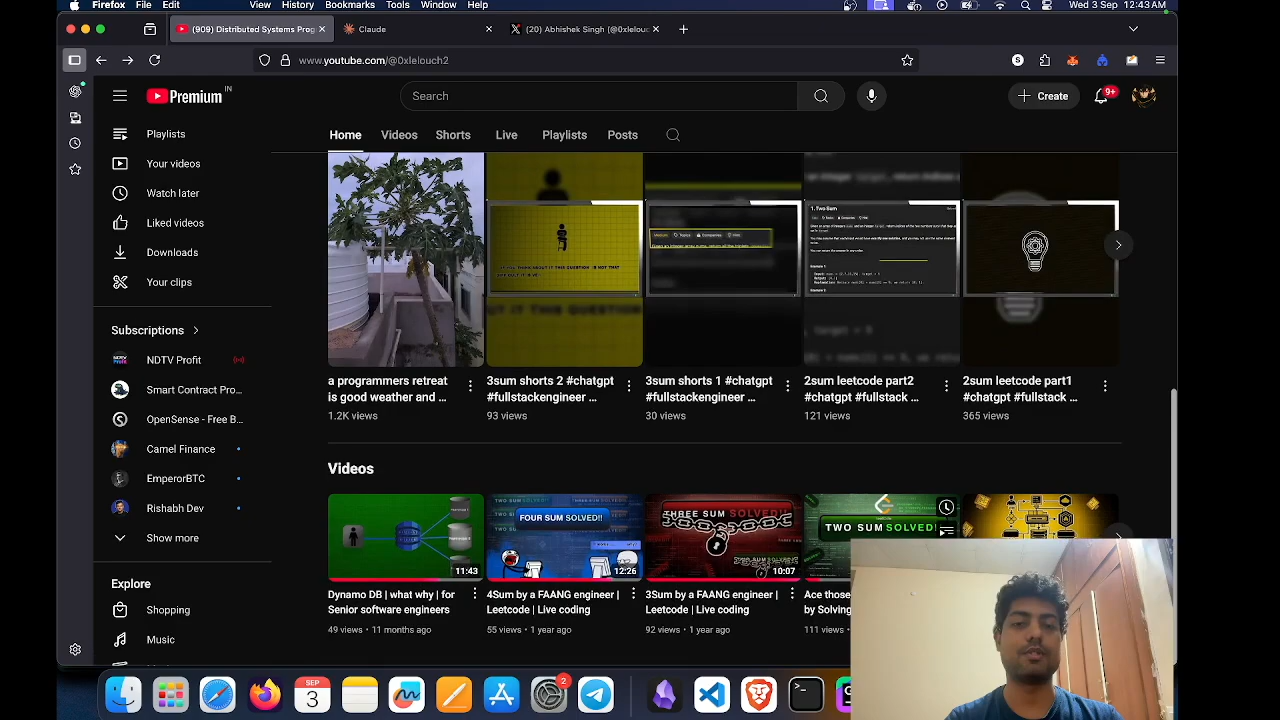 Firefox File Edit View History Bookmarks Tools Window Help
Wed 3 Sep 12:43 AM
(909) Distributed Systems Prog
Claude
(20) Abhishek Singh (@0xlelouch2
www.youtube.com/@0xlelouch2
Premium IN
Search
Create
9+
Playlists
Your videos
Watch later
Liked videos
Downloads
Your clips
Subscriptions
NDTV Profit
Smart Contract Pro...
OpenSense - Free B...
Camel Finance
EmperorBTC
Rishabh Dev
Show more
Explore
Shopping
Music
Home Videos Shorts Live Playlists Posts
1. Two Sum
target = 9
a programmers retreat
is good weather and ...
1.2K views
3sum shorts 2 #chatgpt
#fullstackengineer ...
93 views
3sum shorts 1 #chatgpt
#fullstackengineer ...
30 views
2sum leetcode part2
#chatgpt #fullstack ...
121 views
2sum leetcode part1
#chatgpt #fullstack ...
365 views
Videos
11:43
Dynamo DB | what why | for
Senior software engineers
49 views • 11 months ago
FOUR SUM SOLVED!!
12:26
4Sum by a FAANG engineer |
Leetcode | Live coding
55 views • 1 year ago
THREE SUM SOLVED!!
10:07
3Sum by a FAANG engineer |
Leetcode | Live coding
92 views • 1 year ago
TWO SUM SOLVED!!
Ace those
by Solving
111 views
SEP
3
2